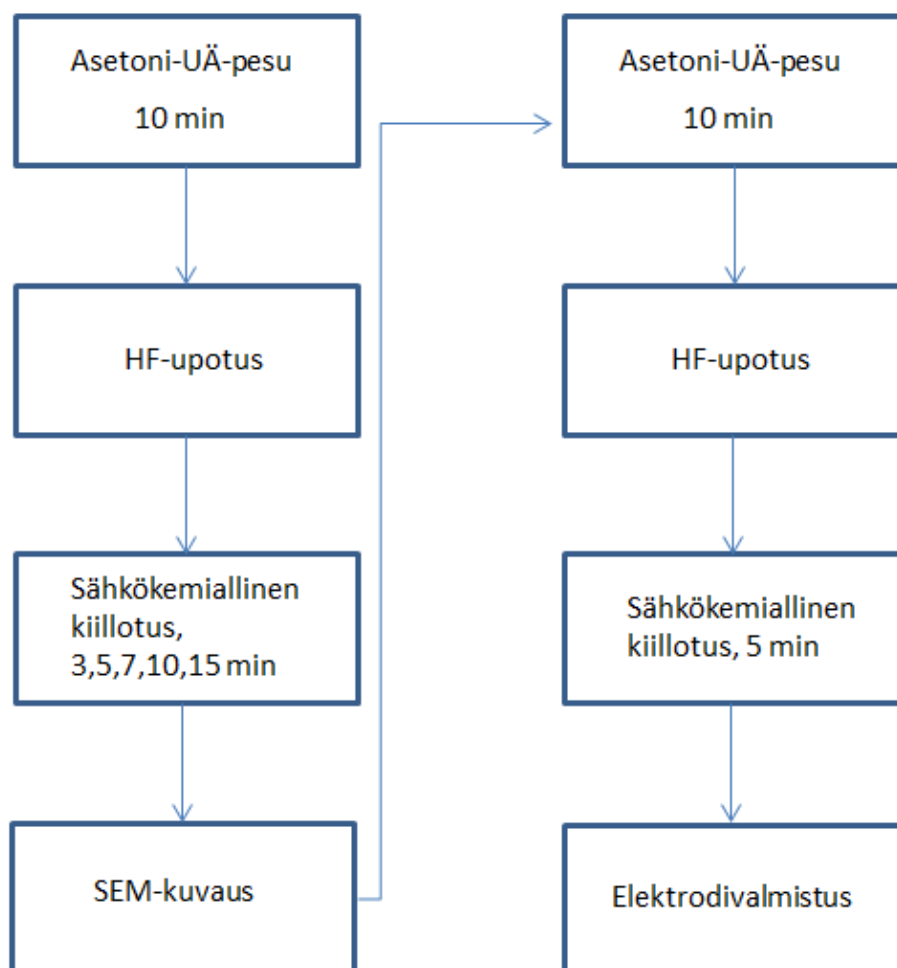 Asetoni-UÄ-pesu
10 min
HF-upotus
Sähkökemiallinen
kiillotus,
3,5,7,10,15 min
SEM-kuvaus
Asetoni-UÄ-pesu
10 min
HF-upotus
Sähkökemiallinen
kiillotus, 5 min
Elektrodivalmistus